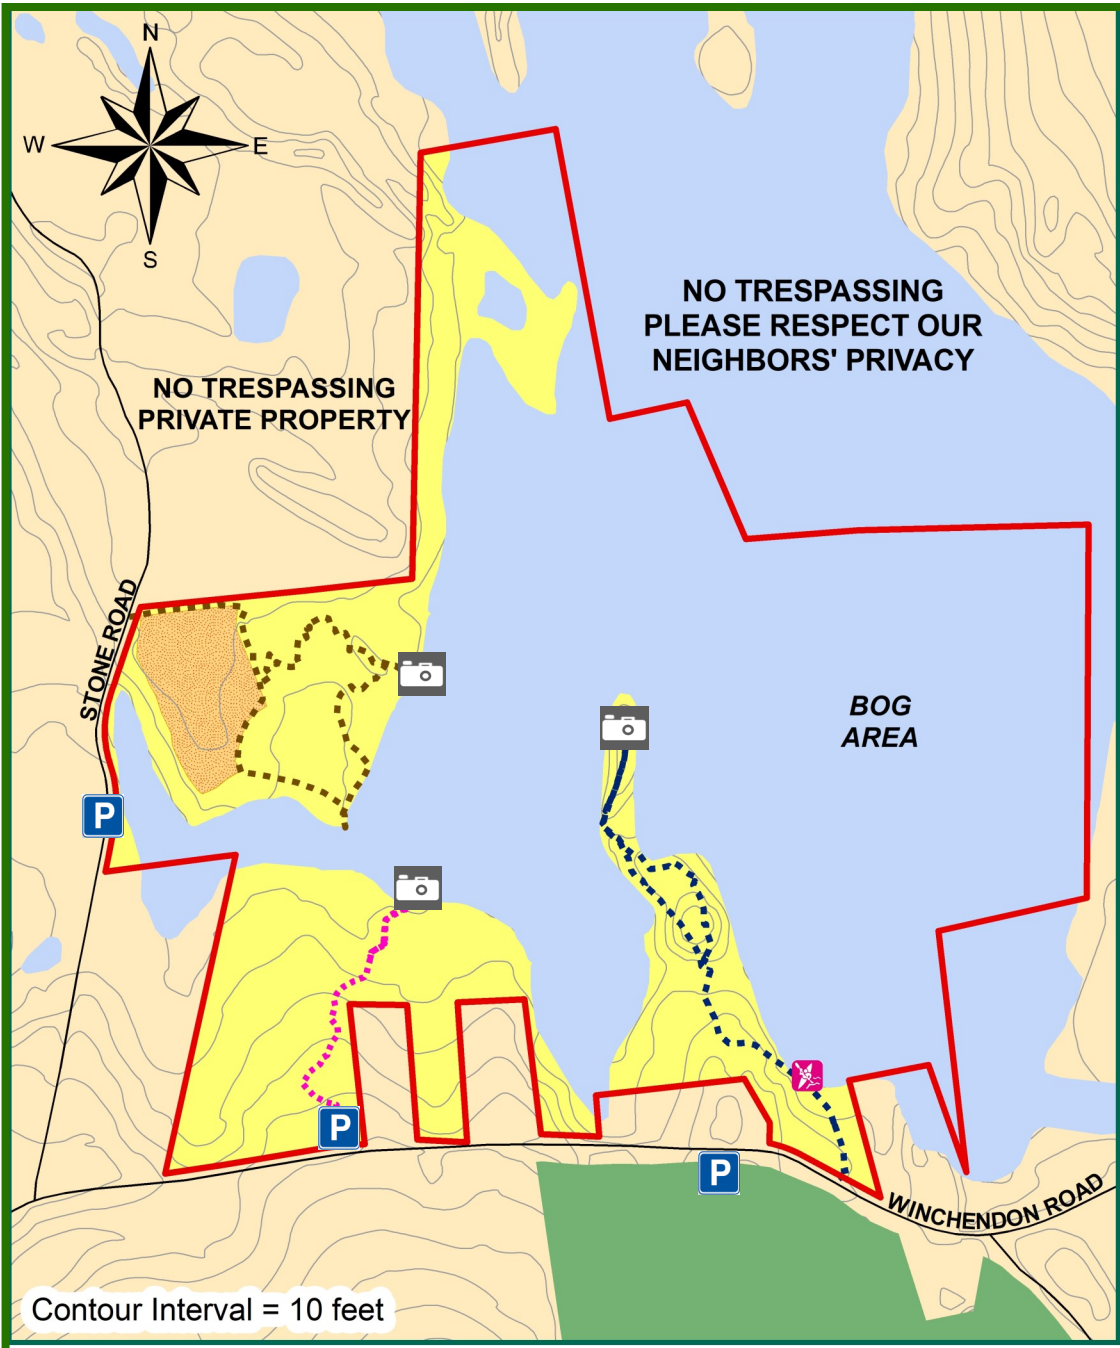 N
W
E
S
NO TRESPASSING
PLEASE RESPECT OUR
NEIGHBORS' PRIVACY
NO TRESPASSING
PRIVATE PROPERTY
STONE ROAD
BOG
AREA
P
P
P
WINCHENDON ROAD
Contour Interval = 10 feet